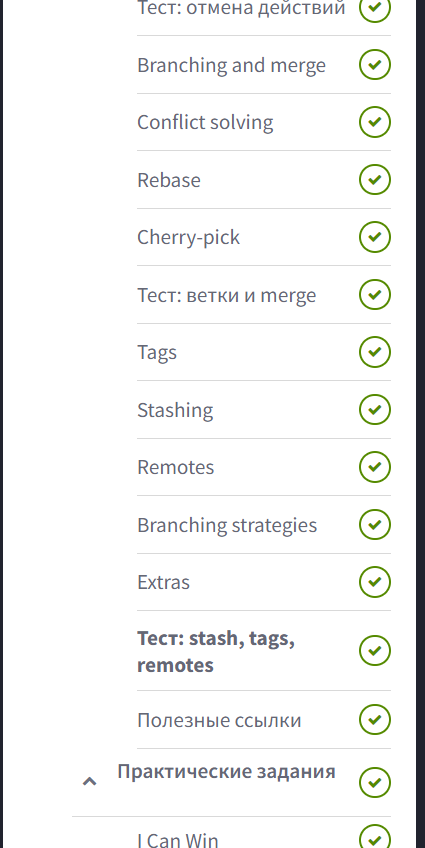 Тест: отмена действий
Branching and merge
Conflict solving
Rebase
Cherry-pick
Тест: ветки и merge
Tags
Stashing
Remotes
Branching strategies
Extras
Тест: stash, tags,
remotes
Полезные ссылки
Практические задания
I Can Win